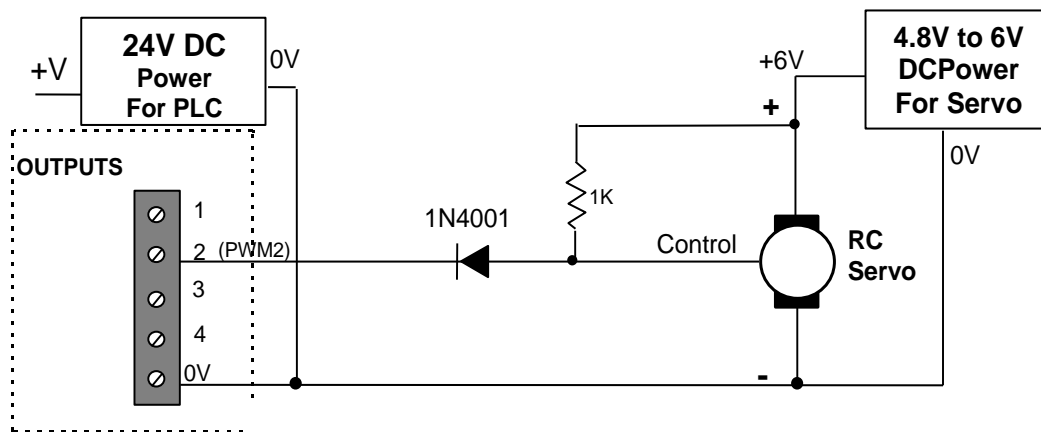 24V DC
Power
For PLC
+V
0V
4.8V to 6V
DCPower
For Servo
+6V
0V
+
OUTPUTS
1
2 (PWM2)
3
4
0V
1N4001
1K
Control
RC
Servo
-